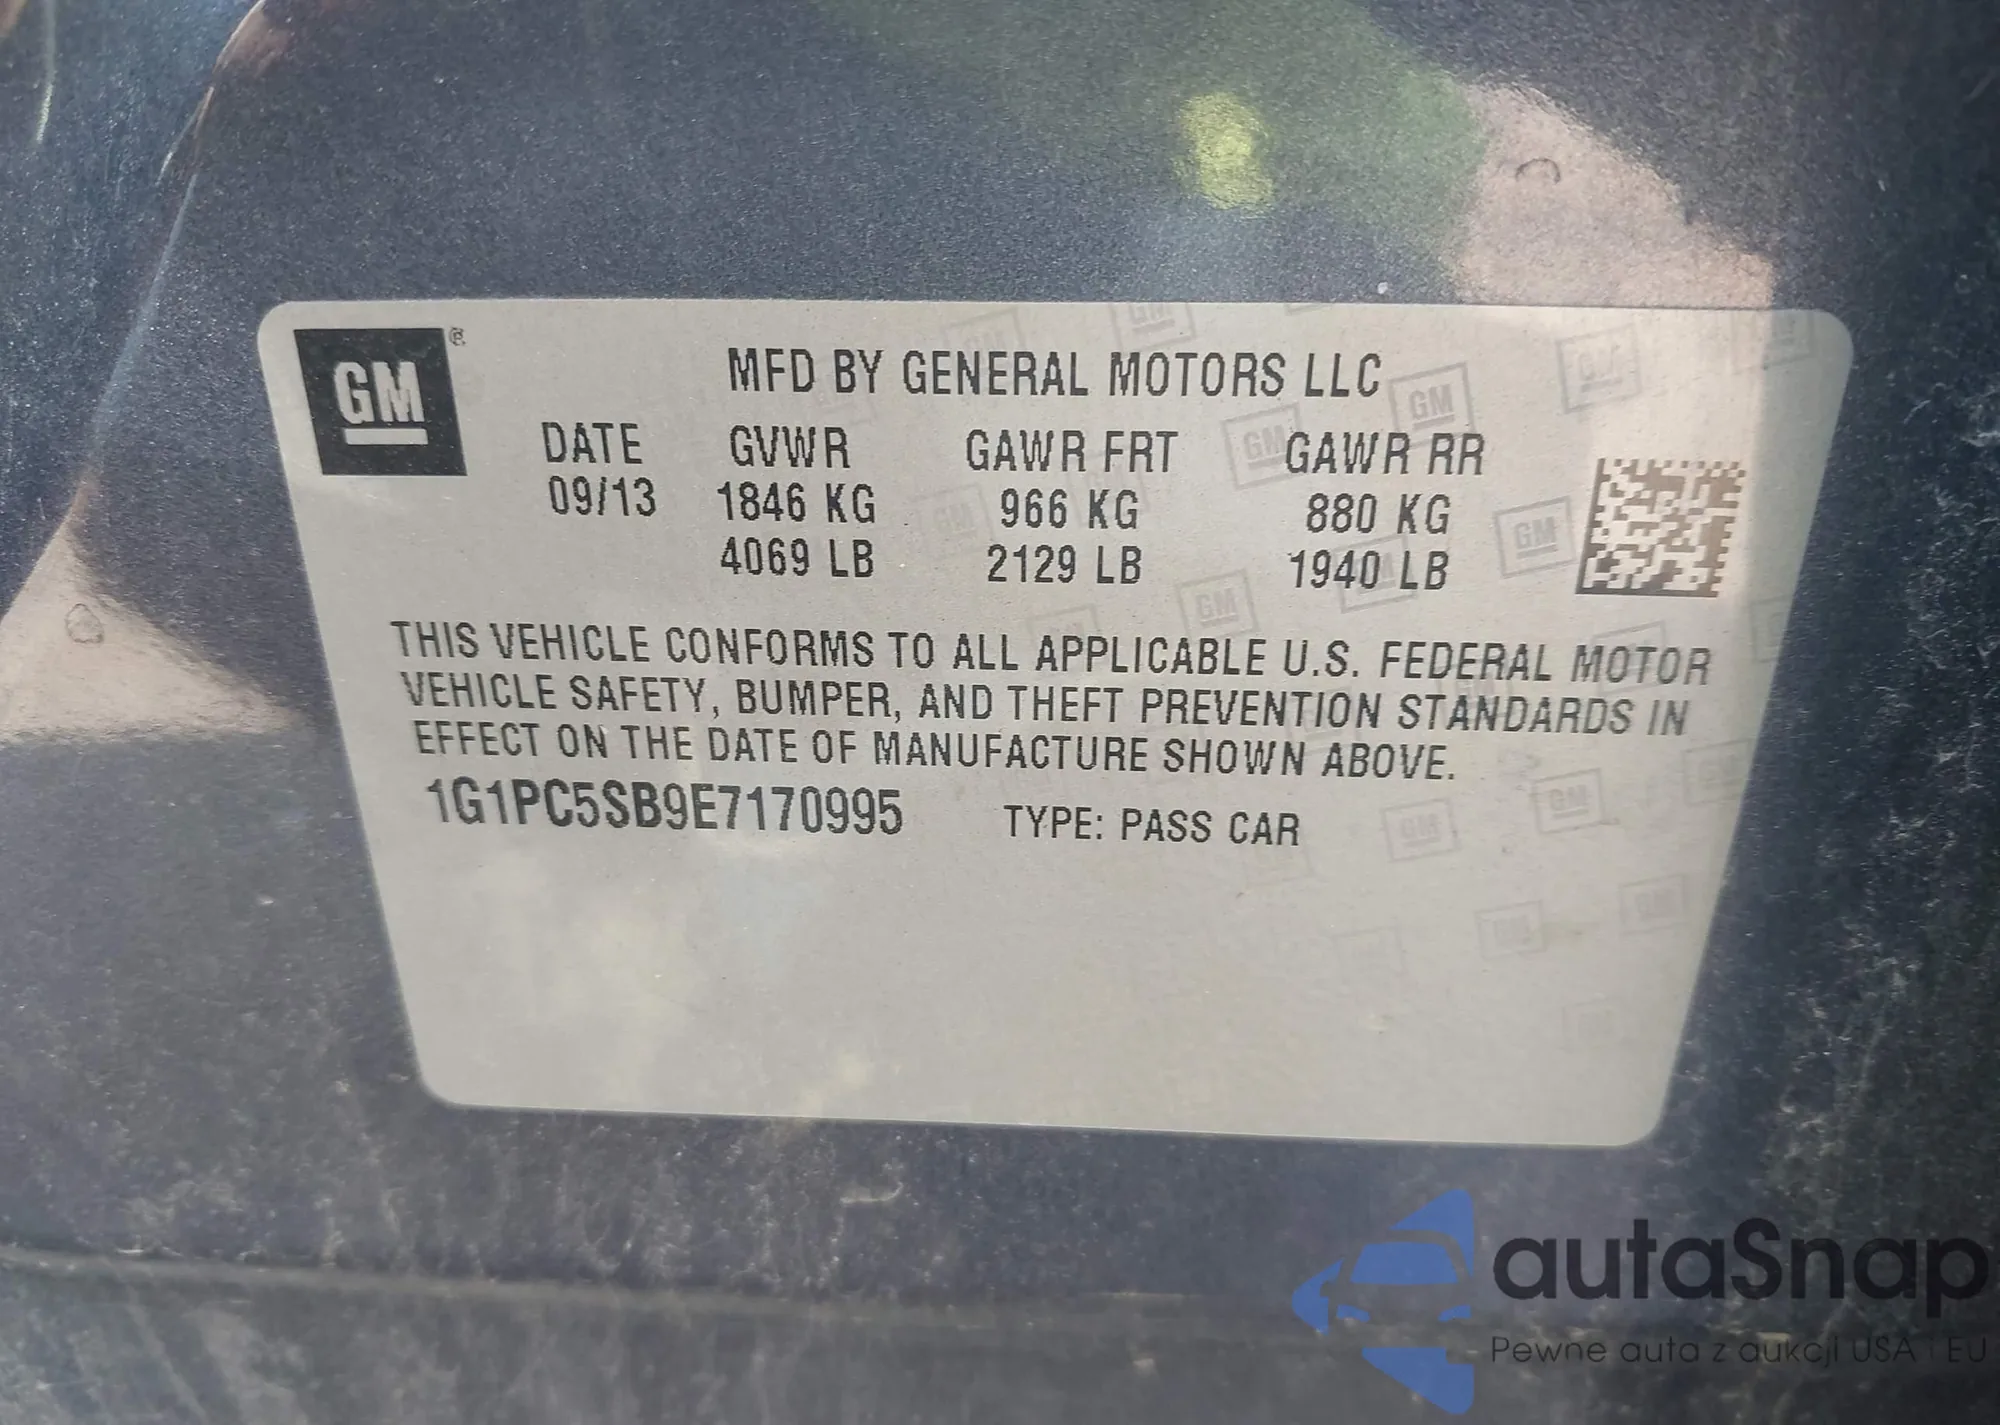 GM ®
MFD BY GENERAL MOTORS LLC
DATE GVWR GAWR FRT GAWR RR
09/13 1846 KG 966 KG 880 KG
4069 LB 2129 LB 1940 LB
THIS VEHICLE CONFORMS TO ALL APPLICABLE U.S. FEDERAL MOTOR
VEHICLE SAFETY, BUMPER, AND THEFT PREVENTION STANDARDS IN
EFFECT ON THE DATE OF MANUFACTURE SHOWN ABOVE.
1G1PC5SB9E7170995 TYPE: PASS CAR
autaSnap
Pewne auta z aukcji USA i EU